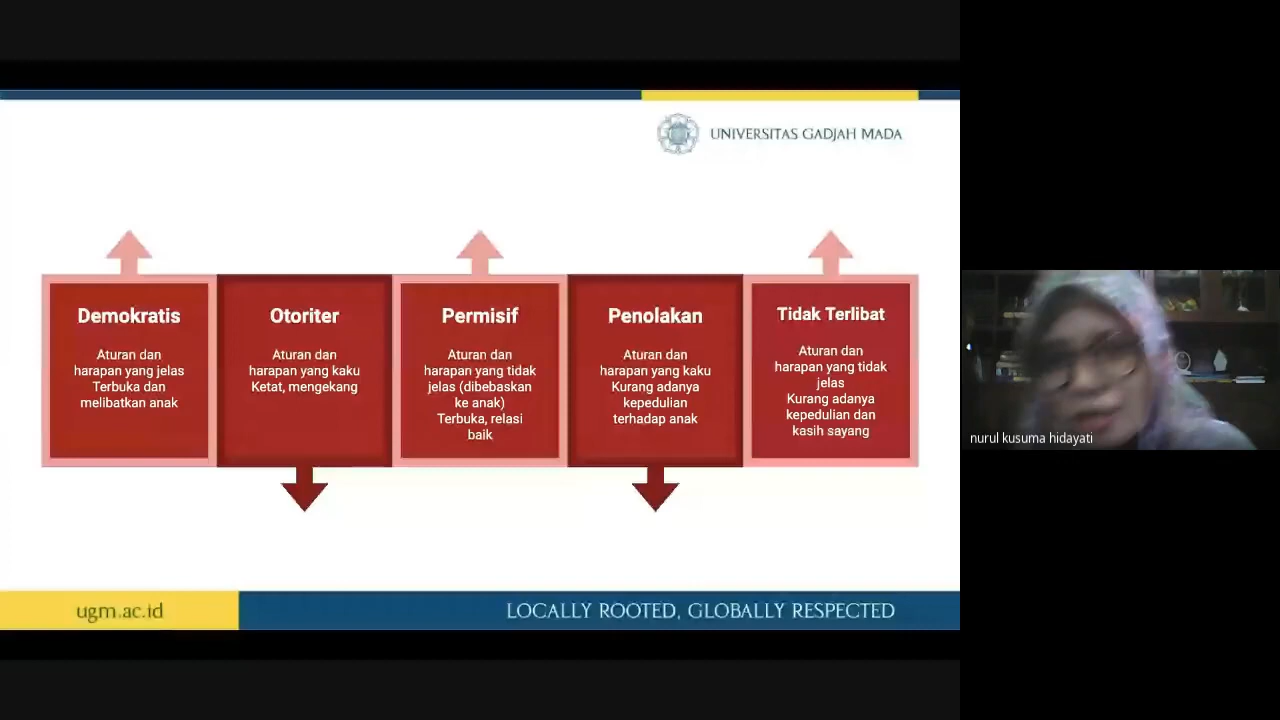 UNIVERSITAS GADJAH MADA
Demokratis
Aturan dan
harapan yang jelas
Terbuka dan
melibatkan anak
Otoriter
Aturan dan
harapan yang kaku
Ketat, mengekang
Permisif
Aturan dan
harapan yang tidak
jelas (dibebaskan
ke anak)
Terbuka, relasi
baik
Penolakan
Aturan dan
harapan yang kaku
Kurang adanya
kepedulian
terhadap anak
Tidak Terlibat
Aturan dan
harapan yang tidak
jelas
Kurang adanya
kepedulian dan
kasih sayang
nurul kusuma hidayati
ugm.ac.id
LOCALLY ROOTED, GLOBALLY RESPECTED